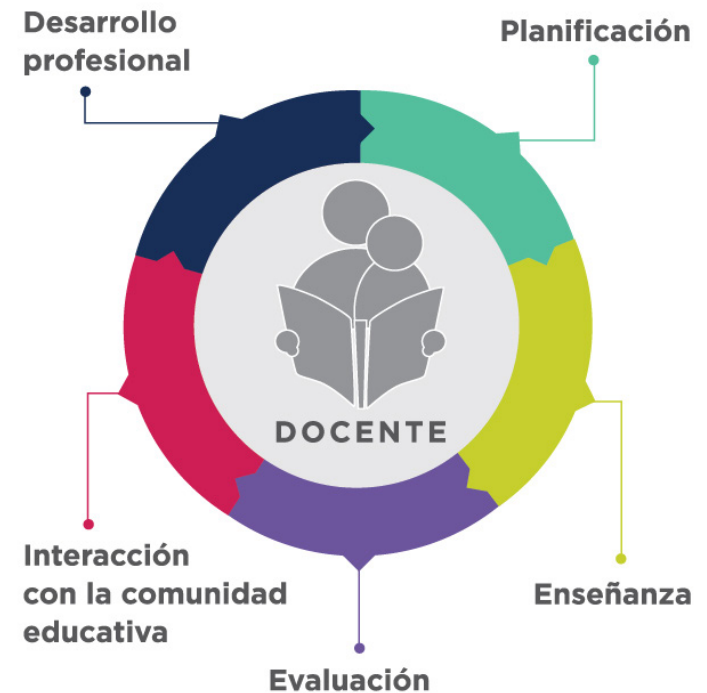 Desarrollo
profesional
Planificación
DOCENTE
Interacción
con la comunidad
educativa
Enseñanza
Evaluación